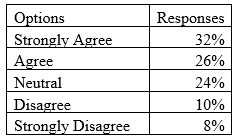 Options Responses
Strongly Agree 32%
Agree 26%
Neutral 24%
Disagree 10%
Strongly Disagree 8%